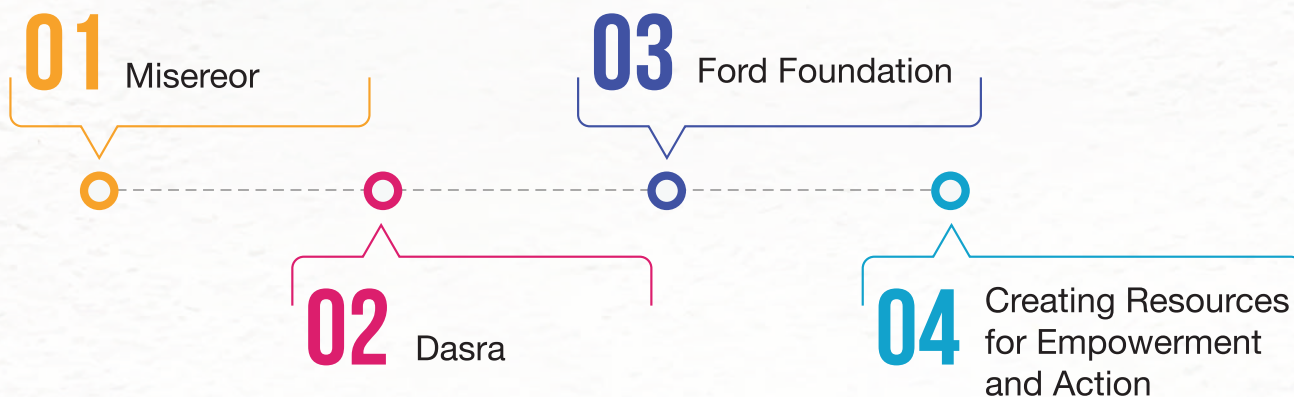 01 Misereor
02 Dasra
03 Ford Foundation
04 Creating Resources
for Empowerment
and Action